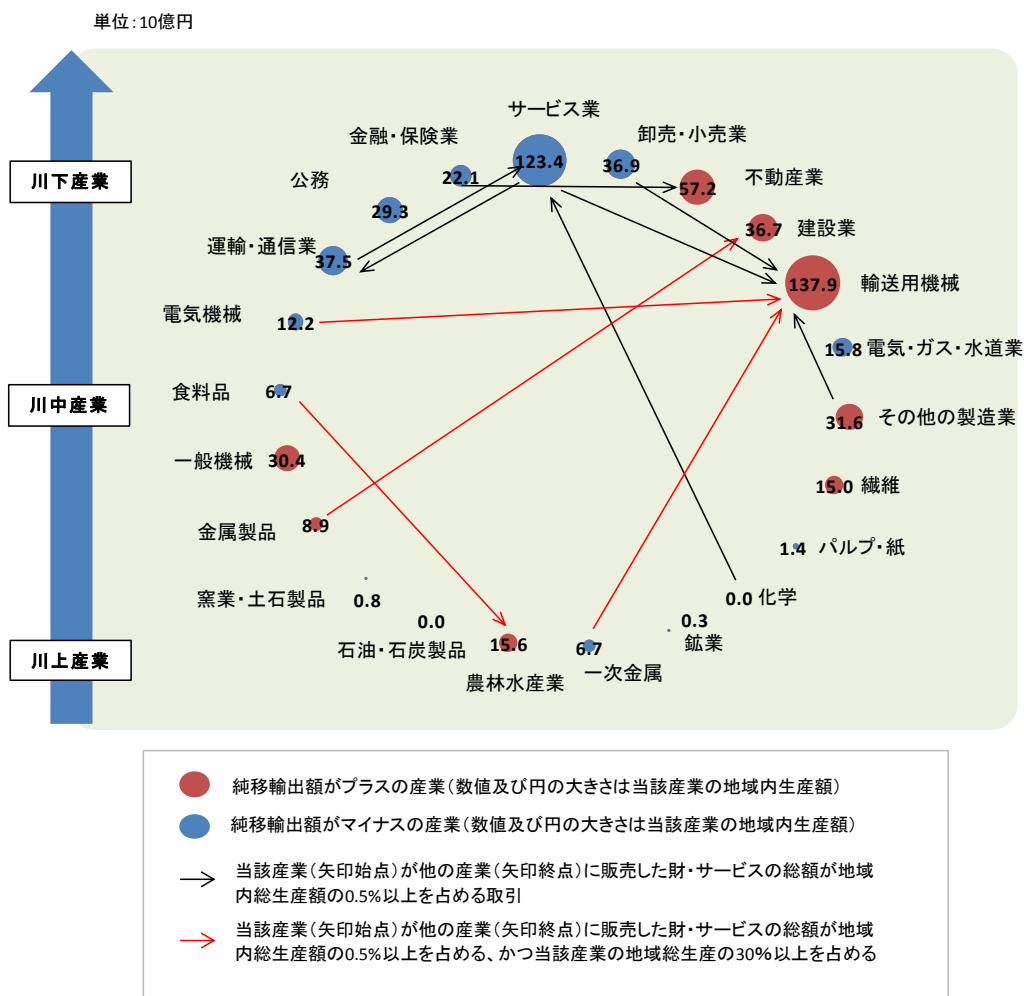 単位：10億円
サービス業
金融・保険業
卸売・小売業
123.4
36.9
川下産業
公務
22.1
57.2
不動産業
29.3
36.7
建設業
運輸・通信業
37.5
137.9
輸送用機械
電気機械
12.2
15.8
電気・ガス・水道業
川中産業
食料品
6.7
31.6
その他の製造業
一般機械
30.4
15.0
繊維
金属製品
8.9
1.4
パルプ・紙
窯業・土石製品
0.8
0.0
化学
0.0
0.3
川上産業
石油・石炭製品
15.6
6.7
鉱業
農林水産業
一次金属
純移輸出額がプラスの産業（数値及び円の大きさは当該産業の地域内生産額）
純移輸出額がマイナスの産業（数値及び円の大きさは当該産業の地域内生産額）
当該産業（矢印始点）が他の産業（矢印終点）に販売した財・サービスの総額が地域
内総生産額の0.5%以上を占める取引
当該産業（矢印始点）が他の産業（矢印終点）に販売した財・サービスの総額が地域
内総生産額の0.5%以上を占める、かつ当該産業の地域総生産の30％以上を占める